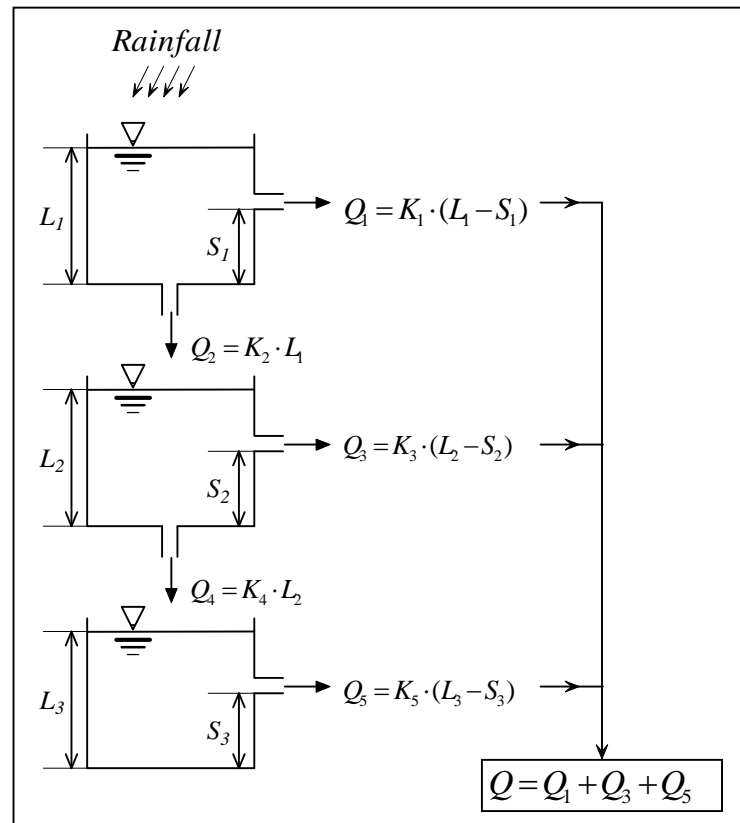 Rainfall
L₁
S₁
Q₁ = K₁·(L₁ − S₁)
Q₂ = K₂·L₁
L₂
S₂
Q₃ = K₃·(L₂ − S₂)
Q₄ = K₄·L₂
L₃
S₃
Q₅ = K₅·(L₃ − S₃)
Q = Q₁ + Q₃ + Q₅